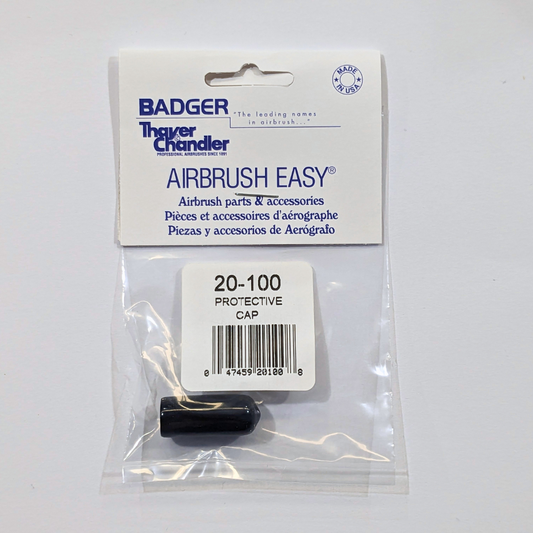 MADE IN USA
BADGER
"The leading names
in airbrush..."
Thayer & Chandler
PROFESSIONAL AIRBRUSHES SINCE 1891
AIRBRUSH EASY®
Airbrush parts & accessories
Pièces et accessoires d'aérographe
Piezas y accesorios de Aerógrafo
20-100
PROTECTIVE
CAP
0 47459 20100 8